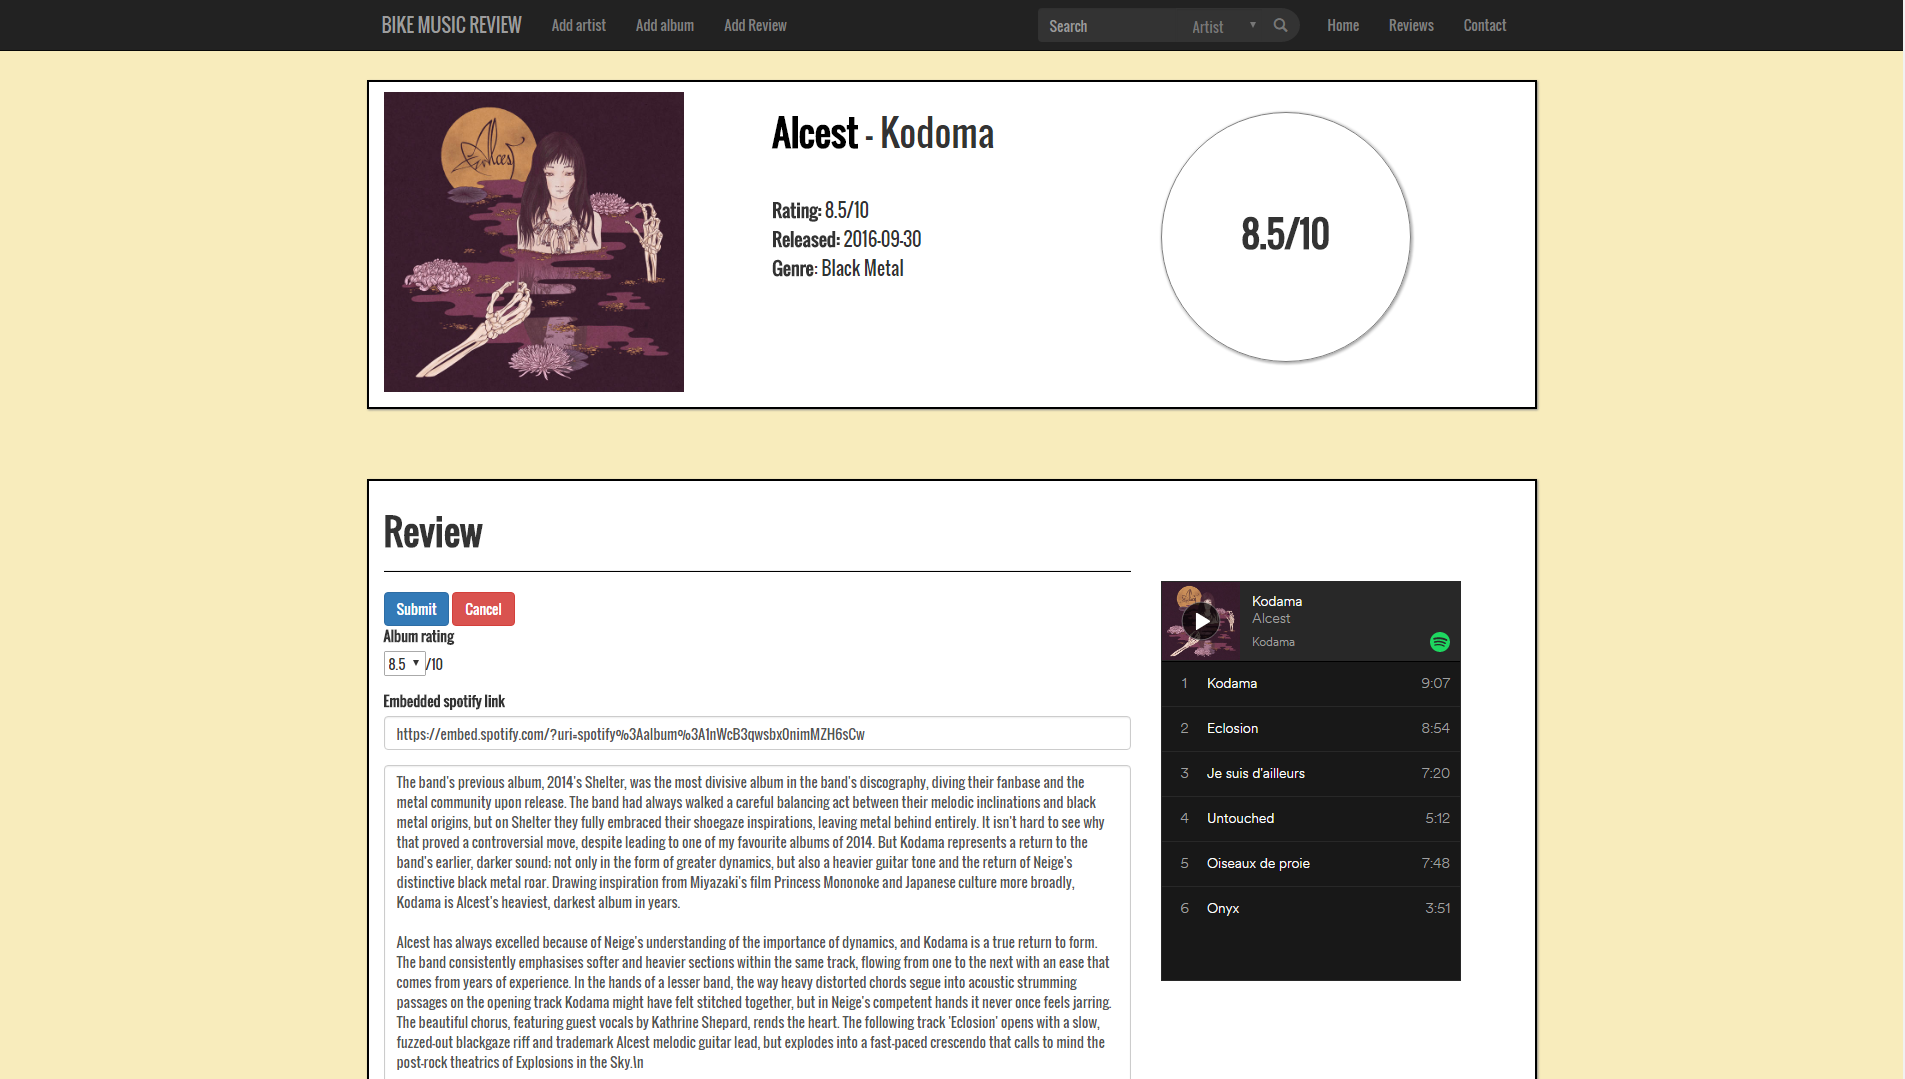 BIKE MUSIC REVIEW Add artist Add album Add Review Search Artist Home Reviews Contact
Alcest
Alcest - Kodoma
Rating: 8.5/10
Released: 2016-09-30
Genre: Black Metal
8.5/10
Review
Submit Cancel
Album rating
8.5 /10
Embedded spotify link
https://embed.spotify.com/?uri=spotify%3Aalbum%3A1nWcB3qwsbx0nimMZH6sCw
The band's previous album, 2014's Shelter, was the most divisive album in the band's discography, diving their fanbase and the
metal community upon release. The band had always walked a careful balancing act between their melodic inclinations and black
metal origins, but on Shelter they fully embraced their shoegaze inspirations, leaving metal behind entirely. It isn't hard to see why
that proved a controversial move, despite leading to one of my favourite albums of 2014. But Kodama represents a return to the
band's earlier, darker sound; not only in the form of greater dynamics, but also a heavier guitar tone and the return of Neige's
distinctive black metal roar. Drawing inspiration from Miyazaki's film Princess Mononoke and Japanese culture more broadly,
Kodama is Alcest's heaviest, darkest album in years.
Alcest has always excelled because of Neige's understanding of the importance of dynamics, and Kodama is a true return to form.
The band consistently emphasises softer and heavier sections within the same track, flowing from one to the next with an ease that
comes from years of experience. In the hands of a lesser band, the way heavy distorted chords segue into acoustic strumming
passages on the opening track Kodama might have felt stitched together, but in Neige's competent hands it never once feels jarring.
The beautiful chorus, featuring guest vocals by Kathrine Shepard, rends the heart. The following track 'Eclosion' opens with a slow,
fuzzed-out blackgaze riff and trademark Alcest melodic guitar lead, but explodes into a fast-paced crescendo that calls to mind the
post-rock theatrics of Explosions in the Sky.\n
Kodama
Alcest
Kodama
1 Kodama 9:07
2 Eclosion 8:54
3 Je suis d'ailleurs 7:20
4 Untouched 5:12
5 Oiseaux de proie 7:48
6 Onyx 3:51